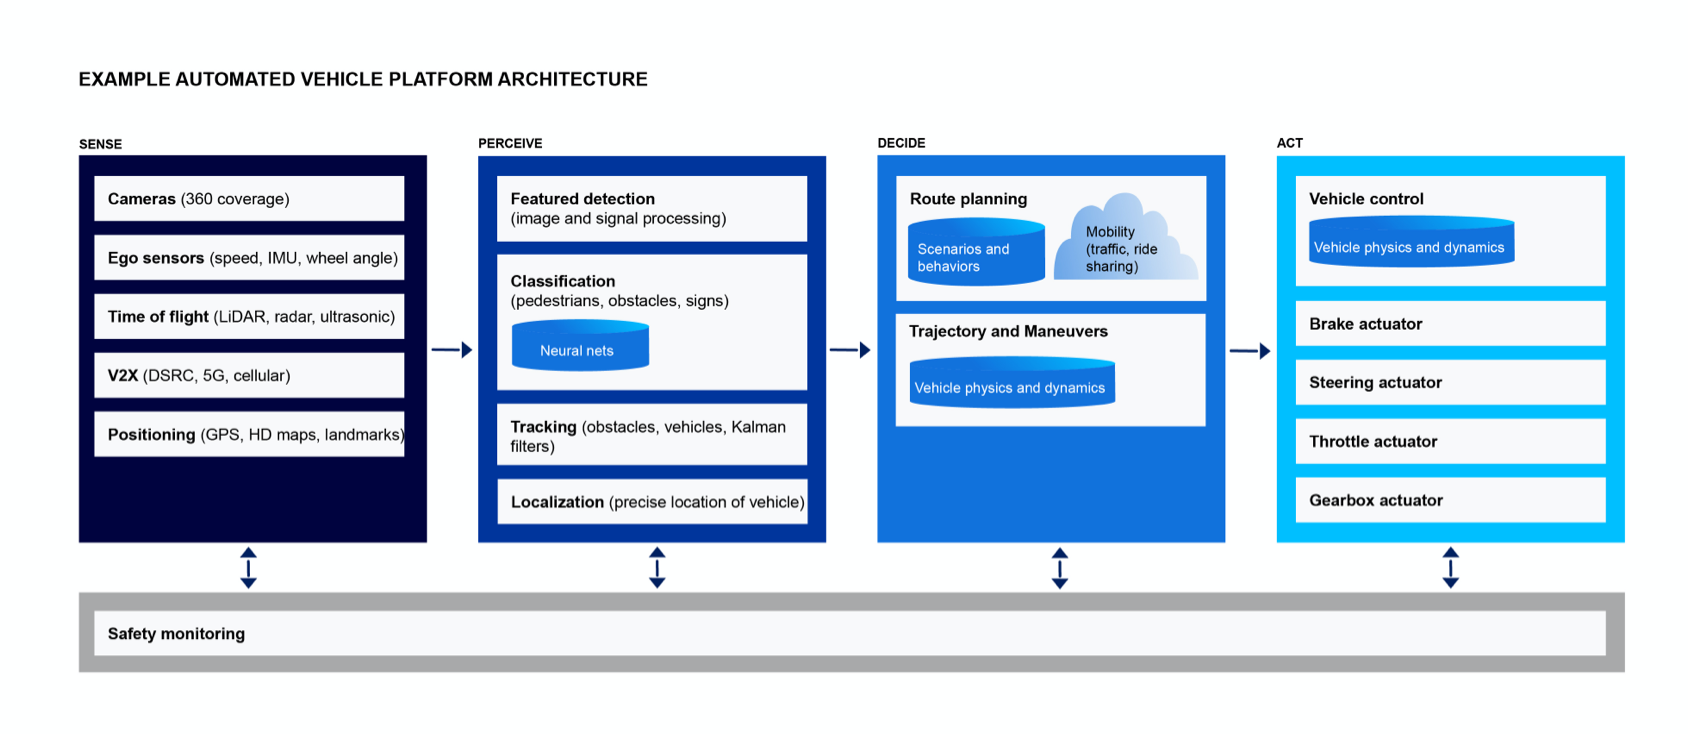 EXAMPLE AUTOMATED VEHICLE PLATFORM ARCHITECTURE
SENSE
Cameras (360 coverage)
Ego sensors (speed, IMU, wheel angle)
Time of flight (LiDAR, radar, ultrasonic)
V2X (DSRC, 5G, cellular)
Positioning (GPS, HD maps, landmarks)
PERCEIVE
Featured detection
(image and signal processing)
Classification
(pedestrians, obstacles, signs)
Neural nets
Tracking (obstacles, vehicles, Kalman
filters)
Localization (precise location of vehicle)
DECIDE
Route planning
Scenarios and
behaviors
Mobility
(traffic, ride
sharing)
Trajectory and Maneuvers
Vehicle physics and dynamics
ACT
Vehicle control
Vehicle physics and dynamics
Brake actuator
Steering actuator
Throttle actuator
Gearbox actuator
Safety monitoring